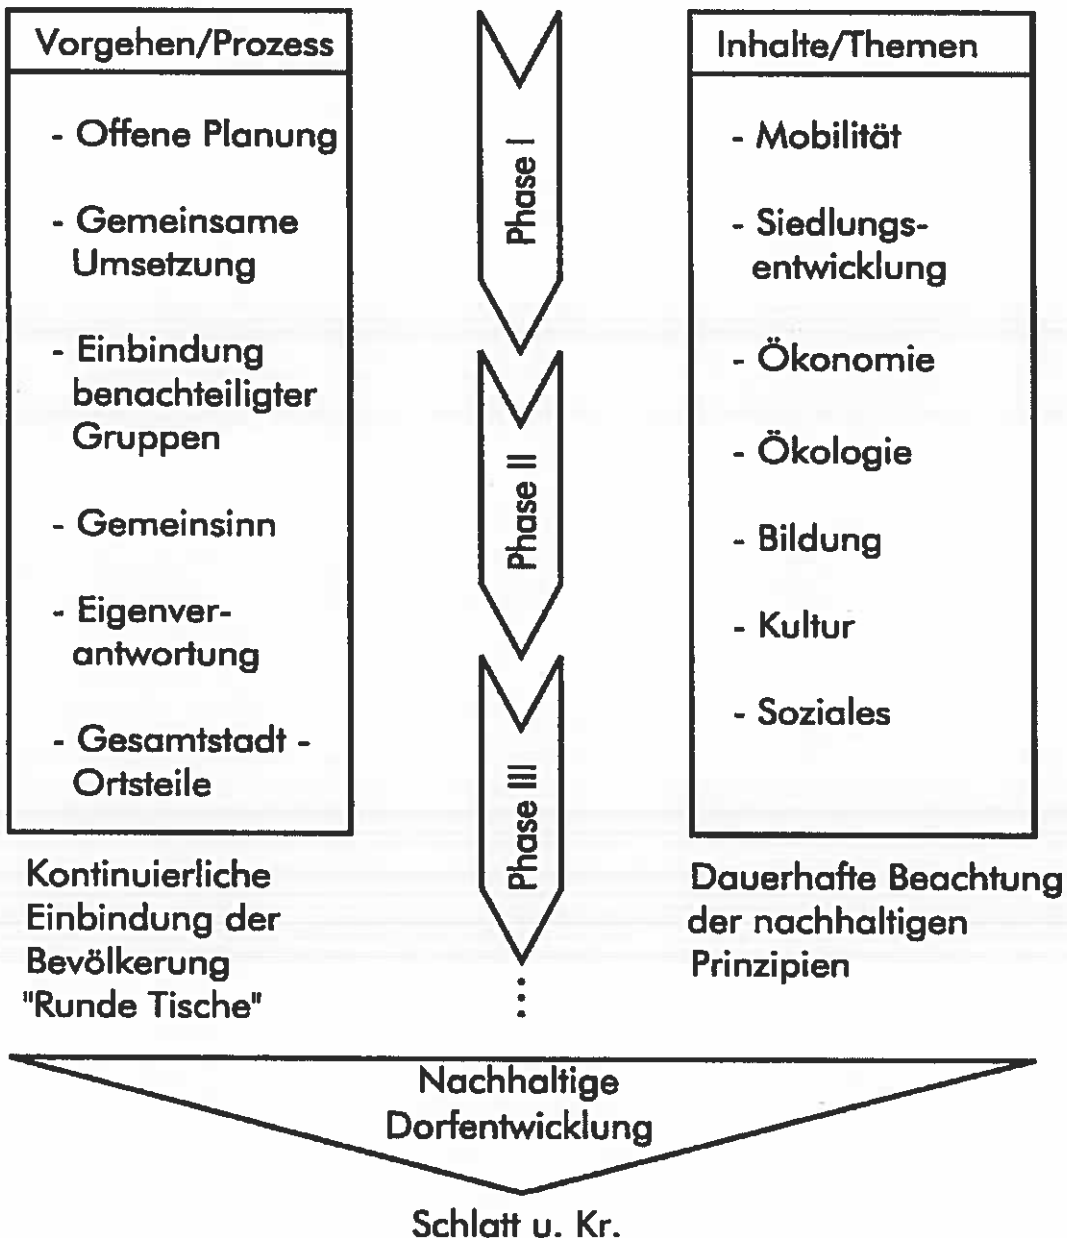 Vorgehen/Prozess
- Offene Planung
- Gemeinsame
Umsetzung
- Einbindung
benachteiligter
Gruppen
- Gemeinsinn
- Eigenver-
antwortung
- Gesamtstadt -
Ortsteile
Kontinuierliche
Einbindung der
Bevölkerung
"Runde Tische"
Phase I
Phase II
Phase III
Inhalte/Themen
- Mobilität
- Siedlungs-
entwicklung
- Ökonomie
- Ökologie
- Bildung
- Kultur
- Soziales
Dauerhafte Beachtung
der nachhaltigen
Prinzipien
Nachhaltige
Dorfentwicklung
Schlatt u. Kr.